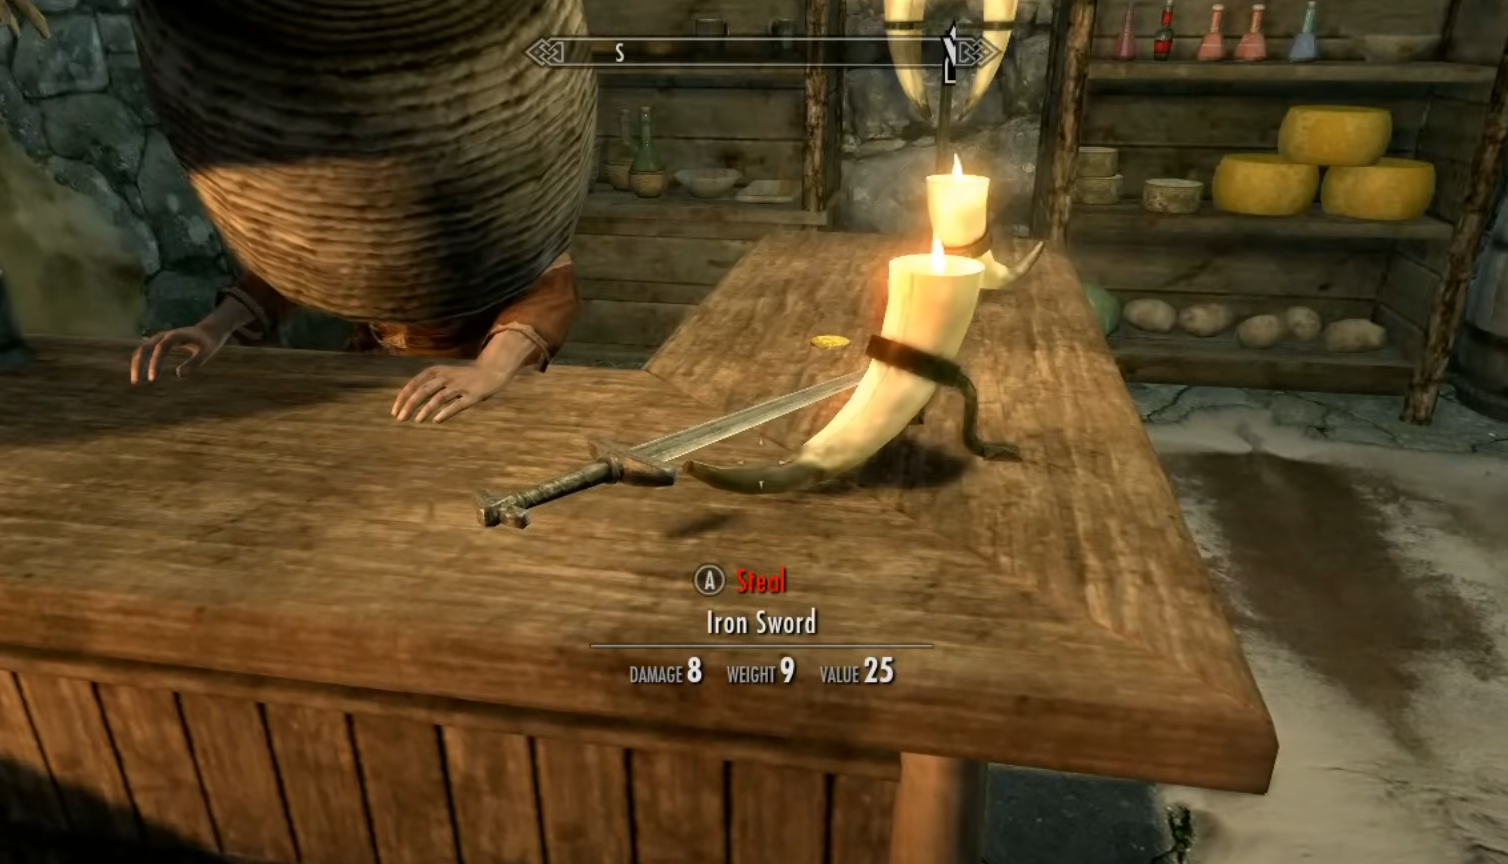 S
Ⓐ Steal
Iron Sword
DAMAGE 8 WEIGHT 9 VALUE 25